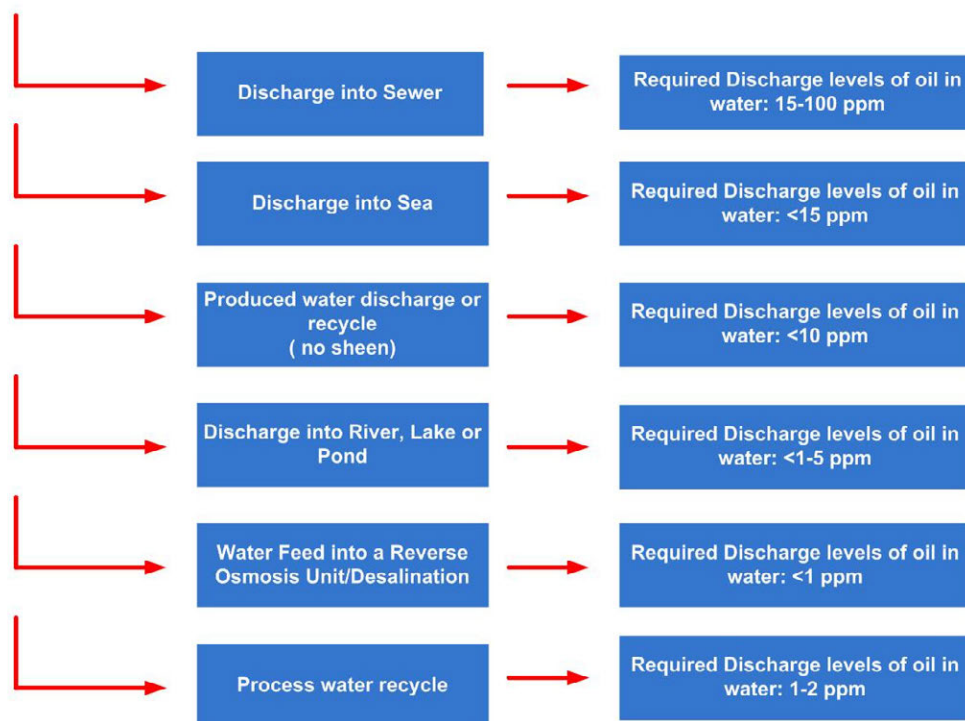 Discharge into Sewer
Required Discharge levels of oil in
water: 15-100 ppm
Discharge into Sea
Required Discharge levels of oil in
water: <15 ppm
Produced water discharge or
recycle
( no sheen)
Required Discharge levels of oil in
water: <10 ppm
Discharge into River, Lake or
Pond
Required Discharge levels of oil in
water: <1-5 ppm
Water Feed into a Reverse
Osmosis Unit/Desalination
Required Discharge levels of oil in
water: <1 ppm
Process water recycle
Required Discharge levels of oil in
water: 1-2 ppm